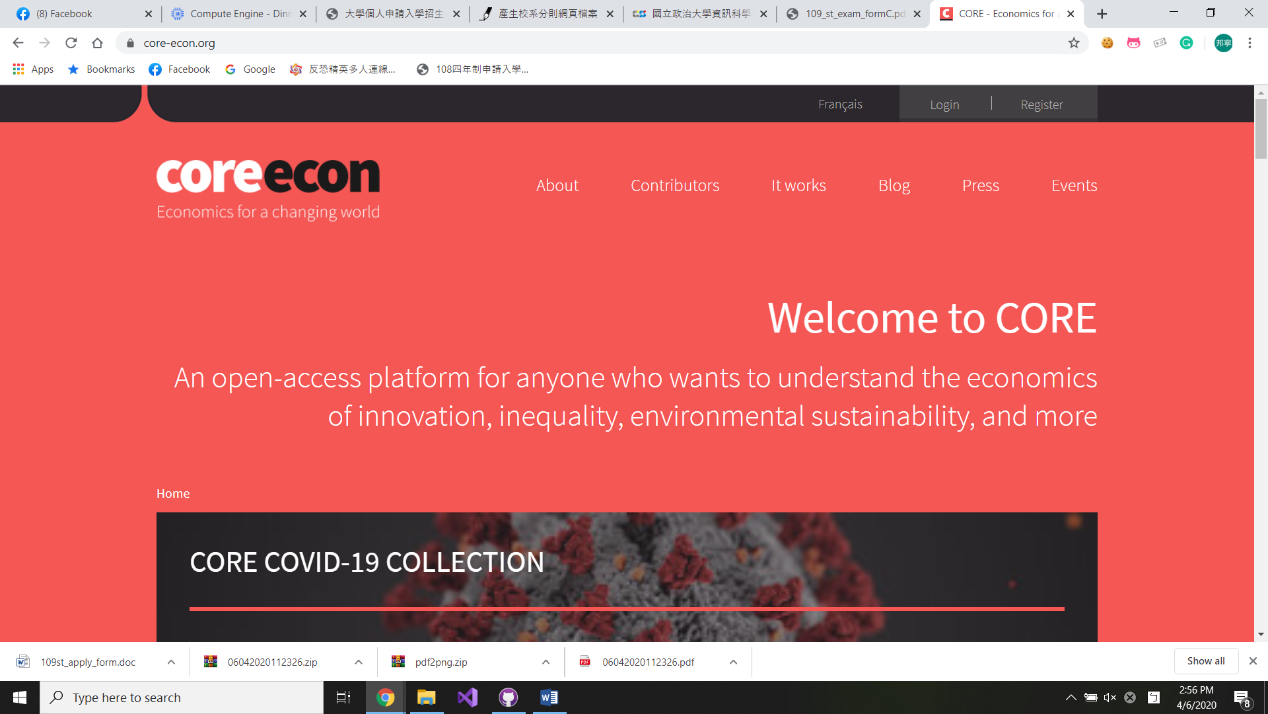 (8) Facebook
Compute Engine - Din
大學個人申請入學招生
產生校系分則網頁檔案
國立政治大學資訊科學
109_st_exam_formC.pd
CORE - Economics for
core-econ.org
Apps
Bookmarks
Facebook
Google
反恐精英多人連線...
108四年制申請入學...
Français
Login
Register
coreecon
Economics for a changing world
About
Contributors
It works
Blog
Press
Events
Welcome to CORE
An open-access platform for anyone who wants to understand the economics
of innovation, inequality, environmental sustainability, and more
Home
CORE COVID-19 COLLECTION
109st_apply_form.doc
06042020112326.zip
pdf2png.zip
06042020112326.pdf
Show all
Type here to search
2:56 PM
4/6/2020
8